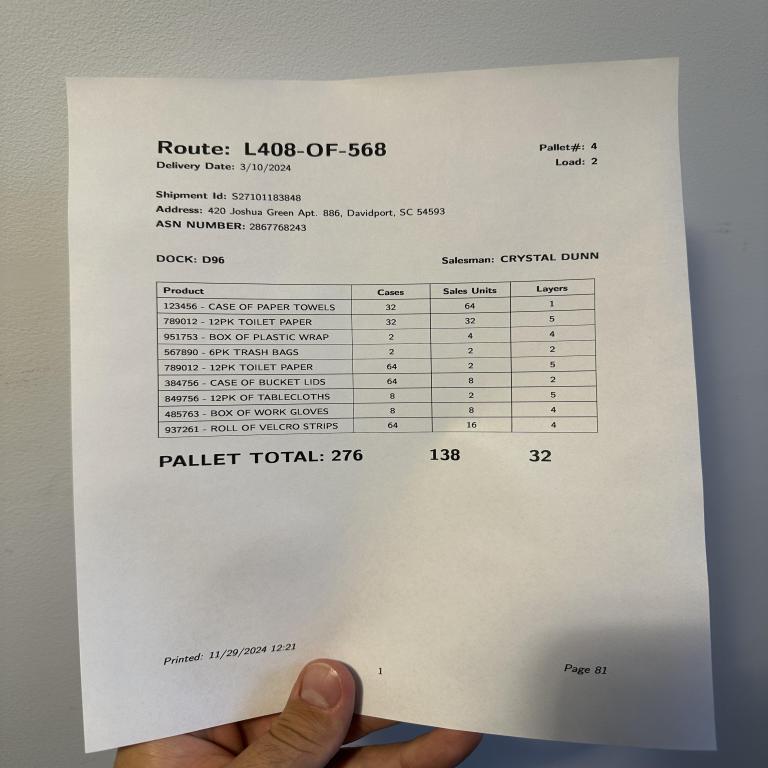 Route: L408-OF-568
Pallet#: 4
Delivery Date: 3/10/2024
Load: 2
Shipment Id: S27101183848
Address: 420 Joshua Green Apt. 886, Davidport, SC 54593
ASN NUMBER: 2867768243
DOCK: D96
Salesman: CRYSTAL DUNN
Product Cases Sales Units Layers
123456 - CASE OF PAPER TOWELS 32 64 1
789012 - 12PK TOILET PAPER 32 32 5
951753 - BOX OF PLASTIC WRAP 2 4 4
567890 - 6PK TRASH BAGS 2 2 2
789012 - 12PK TOILET PAPER 64 2 5
384756 - CASE OF BUCKET LIDS 64 8 2
849756 - 12PK OF TABLECLOTHS 8 2 5
485763 - BOX OF WORK GLOVES 8 8 4
937261 - ROLL OF VELCRO STRIPS 64 16 4
PALLET TOTAL: 276 138 32
Printed: 11/29/2024 12:21
1
Page 81